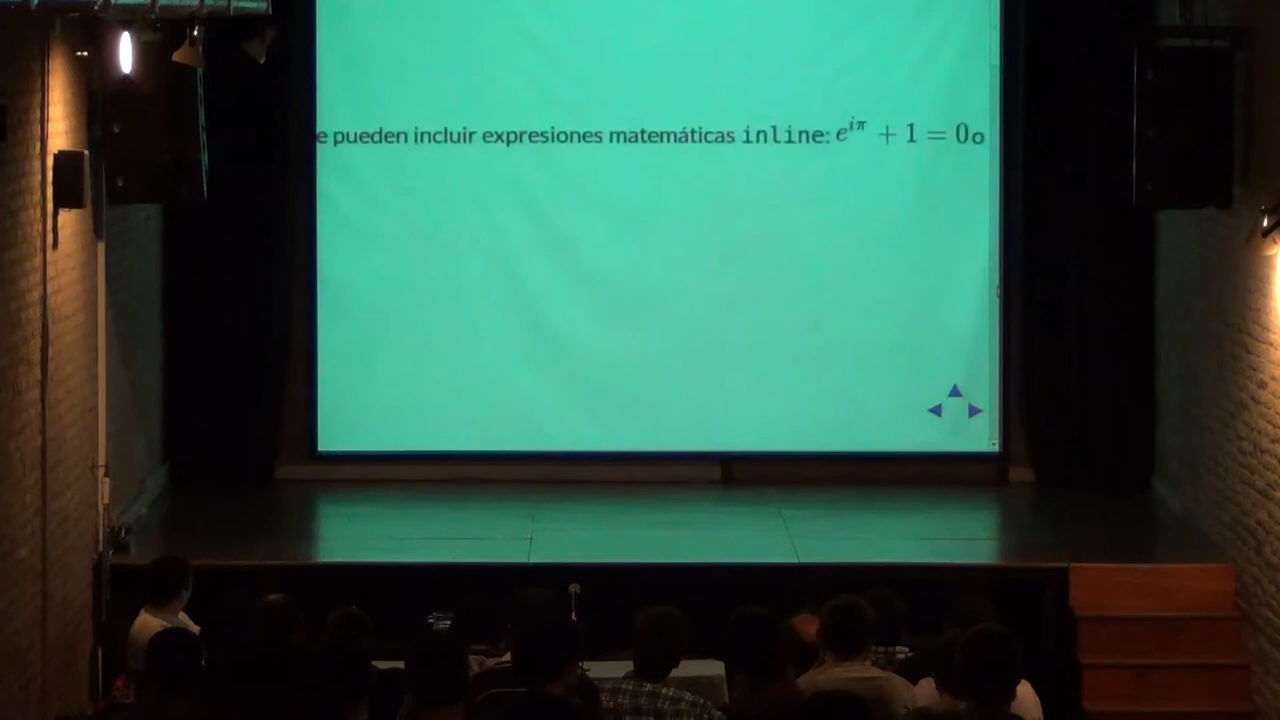 e pueden incluir expresiones matemáticas inline: e^{iπ} + 1 = 0o